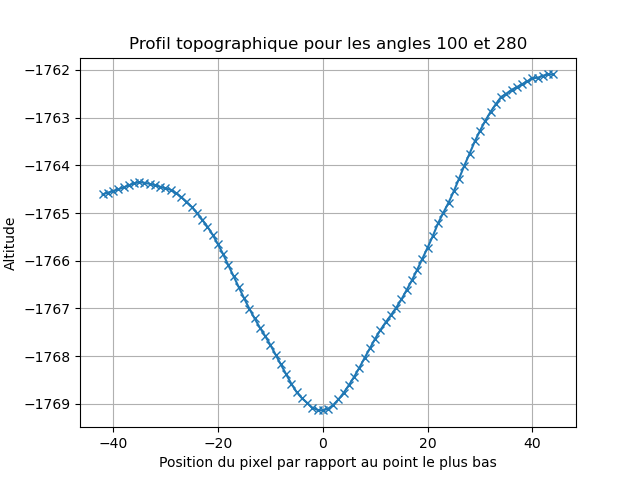 Profil topographique pour les angles 100 et 280
Altitude
−1762
−1763
−1764
−1765
−1766
−1767
−1768
−1769
−40 −20 0 20 40
Position du pixel par rapport au point le plus bas